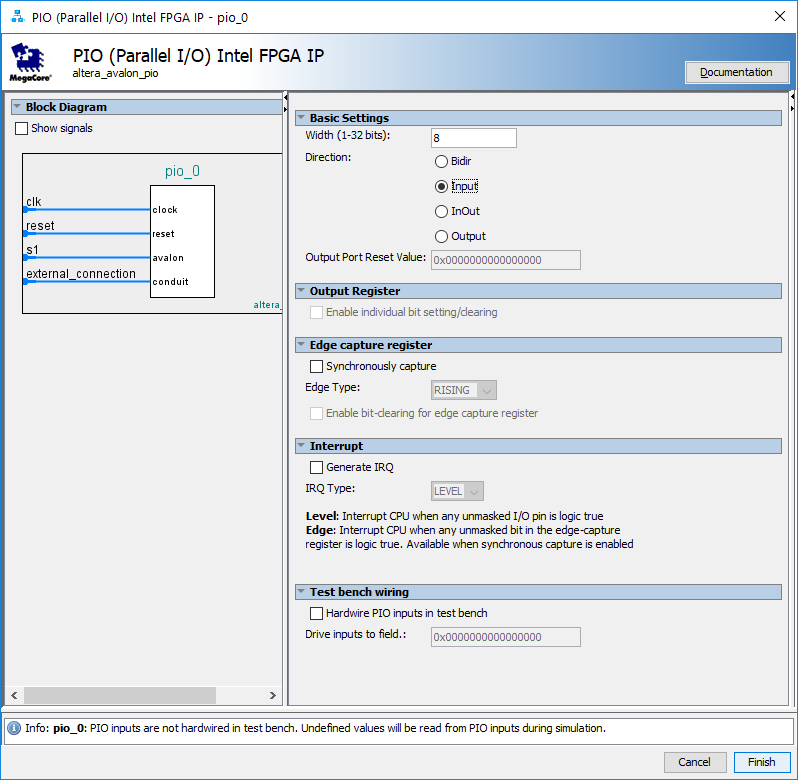 PIO (Parallel I/O) Intel FPGA IP - pio_0
PIO (Parallel I/O) Intel FPGA IP
altera_avalon_pio
MegaCore®
Documentation
Block Diagram
Show signals
pio_0
clk
clock
reset
reset
s1
avalon
external_connection
conduit
altera_
Basic Settings
Width (1-32 bits):
8
Direction:
Bidir
Input
InOut
Output
Output Port Reset Value:
0x0000000000000000
Output Register
Enable individual bit setting/clearing
Edge capture register
Synchronously capture
Edge Type:
RISING
Enable bit-clearing for edge capture register
Interrupt
Generate IRQ
IRQ Type:
LEVEL
Level: Interrupt CPU when any unmasked I/O pin is logic true
Edge: Interrupt CPU when any unmasked bit in the edge-capture
register is logic true. Available when synchronous capture is enabled
Test bench wiring
Hardwire PIO inputs in test bench
Drive inputs to field.:
0x0000000000000000
Info: pio_0: PIO inputs are not hardwired in test bench. Undefined values will be read from PIO inputs during simulation.
Cancel
Finish